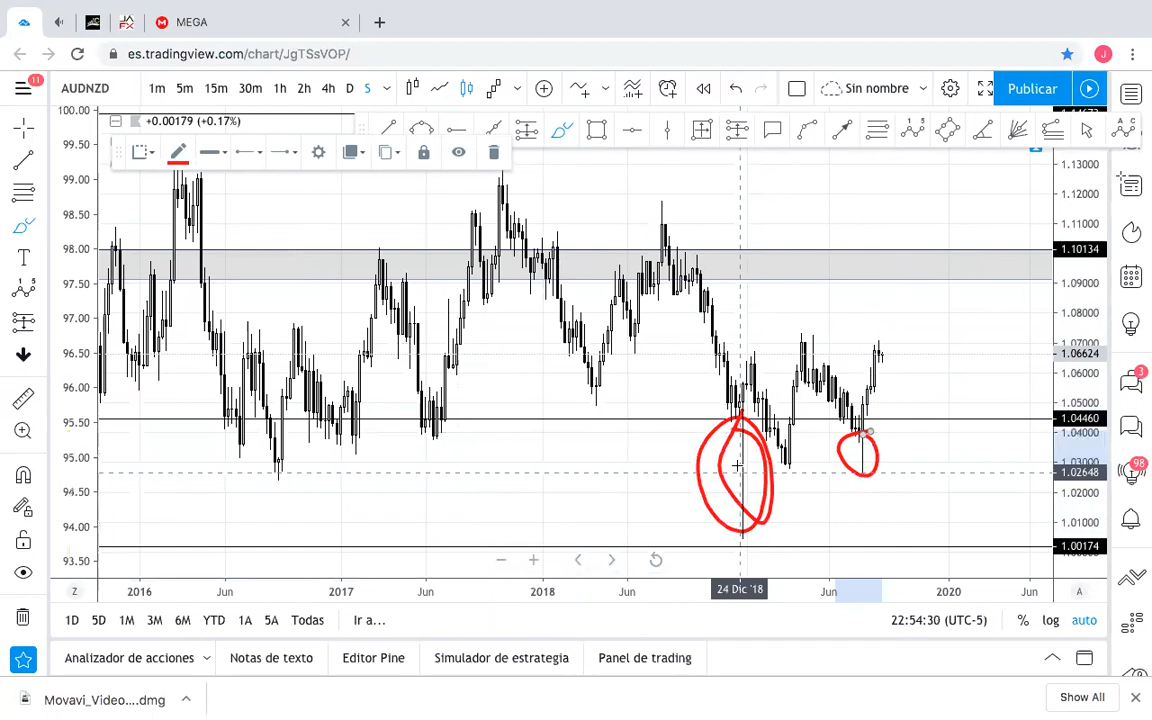 MEGA
es.tradingview.com/chart/JgTSsVOP/
J
11
AUDNZD
1m 5m 15m 30m 1h 2h 4h D S
Sin nombre
Publicar
+0.00179 (+0.17%)
100.00
99.50
99.00
98.50
98.00
97.50
97.00
96.50
96.00
95.50
95.00
94.50
94.00
93.50
1.13000
1.12000
1.11000
1.10134
1.09000
1.08000
1.07000
1.06624
1.06000
1.05000
1.04460
1.04000
1.03000
1.02648
1.02000
1.01000
1.00174
3
98
Z
2016
Jun
2017
Jun
2018
Jun
24 Dic '18
Jun
2020
Jun
A
1D 5D 1M 3M 6M YTD 1A 5A Todas Ir a...
22:54:30 (UTC-5)
% log auto
Analizador de acciones
Notas de texto
Editor Pine
Simulador de estrategia
Panel de trading
Movavi_Video....dmg
Show All